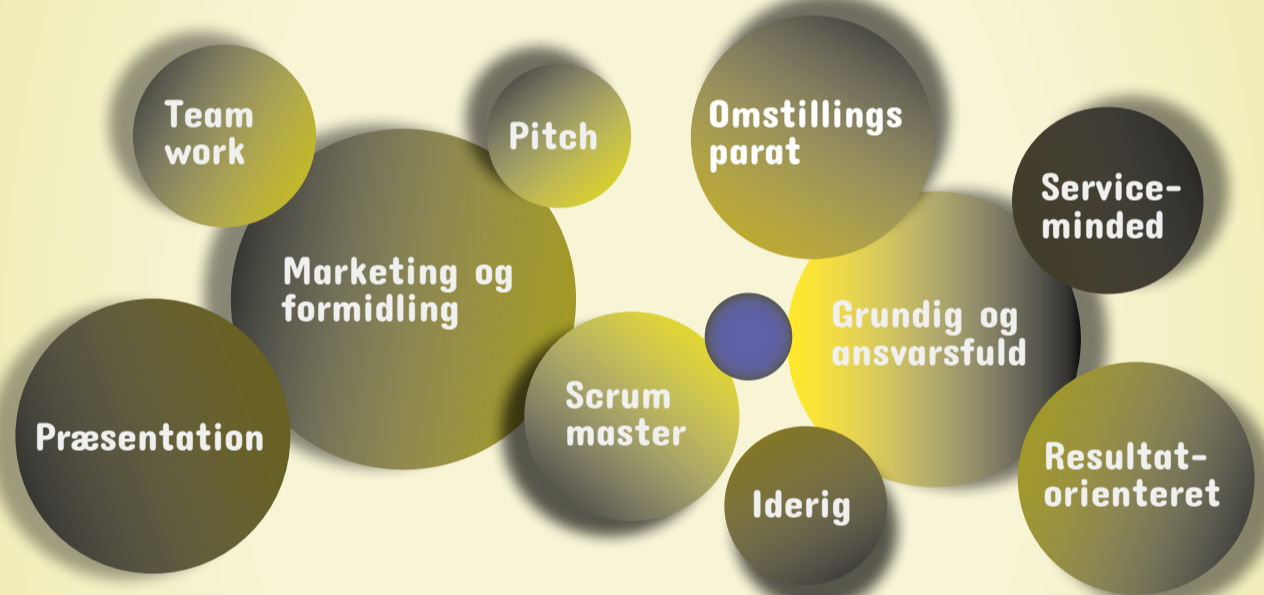 Team
work
Pitch
Omstillings
parat
Service-
minded
Marketing og
formidling
Grundig og
ansvarsfuld
Præsentation
Scrum
master
Iderig
Resultat-
orienteret